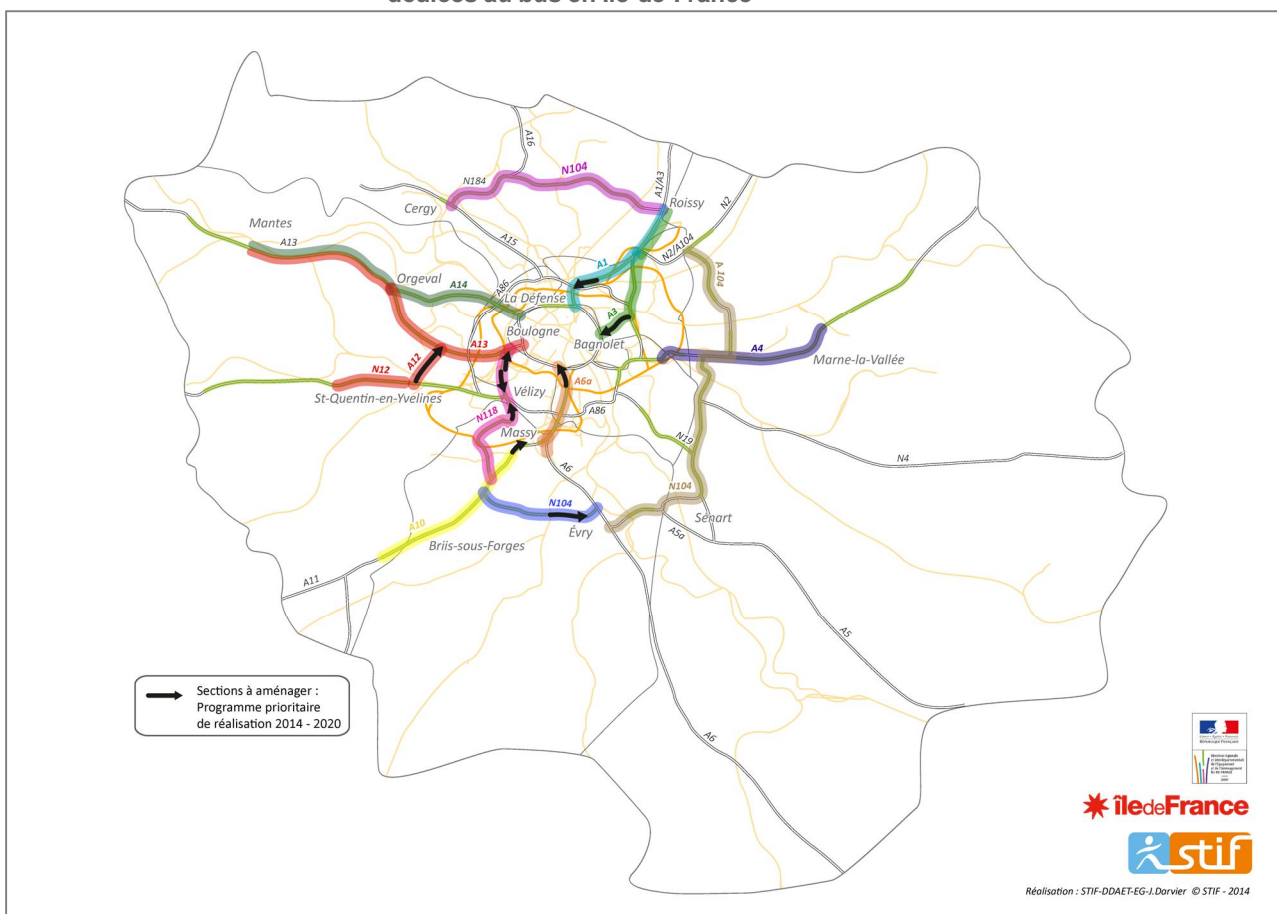 dédiées au bus en Île-de-France
A16
N184
N104
A1/A3
Roissy
N2
Cergy
Mantes
A13
A15
N2/A104
A1
A 104
Orgeval
A14
A86
La Défense
A3
Boulogne
Bagnolet
A13
A12
A4
Marne-la-Vallée
N12
A6a
Vélizy
St-Quentin-en-Yvelines
A86
N118
Massy
N19
N4
A6
N104
N104
A10
Évry
Sénart
A5a
Briis-sous-Forges
A11
A5
A6
Sections à aménager :
Programme prioritaire
de réalisation 2014 - 2020
RÉPUBLIQUE FRANÇAISE
îledeFrance
stif
Réalisation : STIF-DDAET-EG-J.Darvier © STIF - 2014